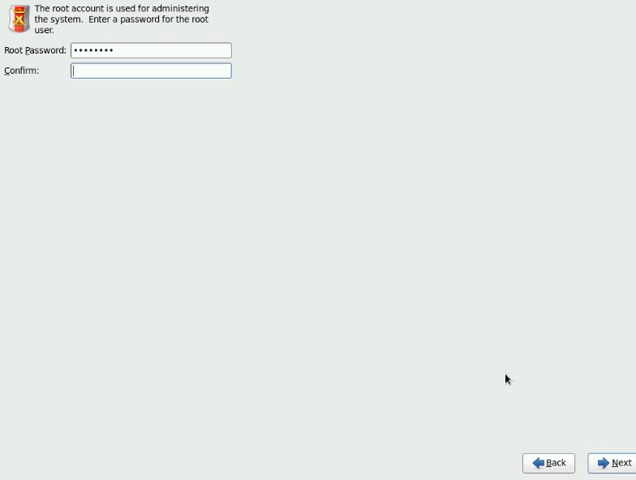 The root account is used for administering
the system.  Enter a password for the root
user.
Root Password: ••••••••
Confirm:
Back
Next